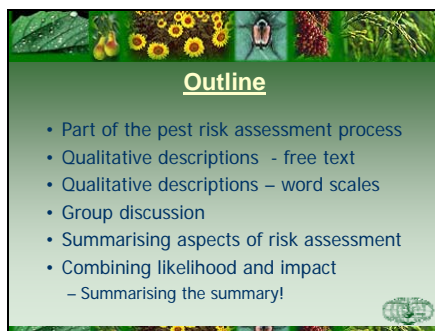 Outline
• Part of the pest risk assessment process
• Qualitative descriptions - free text
• Qualitative descriptions – word scales
• Group discussion
• Summarising aspects of risk assessment
• Combining likelihood and impact
– Summarising the summary!